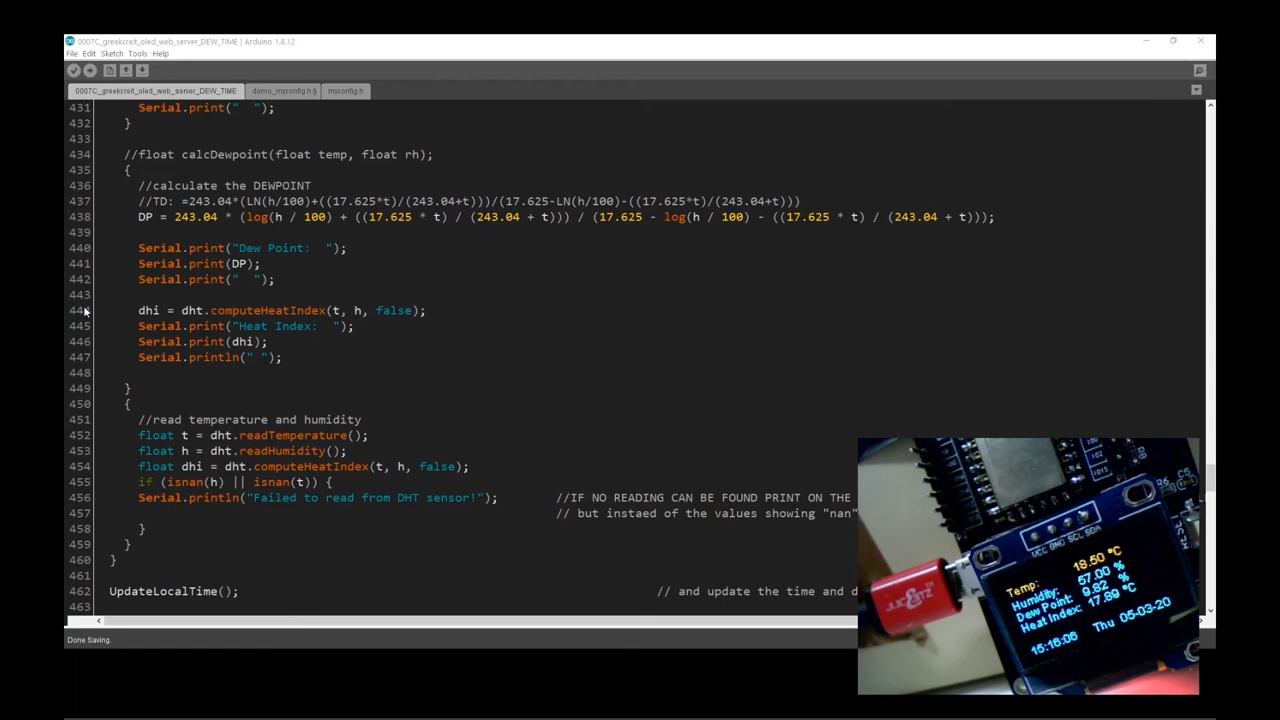 0007C_greekcreit_oled_web_server_DEW_TIME | Arduino 1.8.12
File Edit Sketch Tools Help
0007C_greekcreit_oled_web_server_DEW_TIME demo_myconfig.h § myconfig.h
431 Serial.print("  ");
432 }
433
434 //float calcDewpoint(float temp, float rh);
435 {
436 //calculate the DEWPOINT
437 //TD: =243.04*(LN(h/100)+((17.625*t)/(243.04+t)))/(17.625-LN(h/100)-((17.625*t)/(243.04+t)))
438 DP = 243.04 * (log(h / 100) + ((17.625 * t) / (243.04 + t))) / (17.625 - log(h / 100) - ((17.625 * t) / (243.04 + t)));
439
440 Serial.print("Dew Point:  ");
441 Serial.print(DP);
442 Serial.print("  ");
443
444 dhi = dht.computeHeatIndex(t, h, false);
445 Serial.print("Heat Index:  ");
446 Serial.print(dhi);
447 Serial.println(" ");
448
449 }
450 {
451 //read temperature and humidity
452 float t = dht.readTemperature();
453 float h = dht.readHumidity();
454 float dhi = dht.computeHeatIndex(t, h, false);
455 if (isnan(h) || isnan(t)) {
456 Serial.println("Failed to read from DHT sensor!"); //IF NO READING CAN BE FOUND PRINT ON THE
457 // but instaed of the values showing "nan"
458 }
459 }
460 }
461
462 UpdateLocalTime(); // and update the time and d
463
Done Saving.
VCC GND SCL SDA
Temp: 18.50 °C
Humidity: 57.00 %
Dew Point: 9.82 %
Heat Index: 17.89 °C
15:16:06 Thu 05-03-20